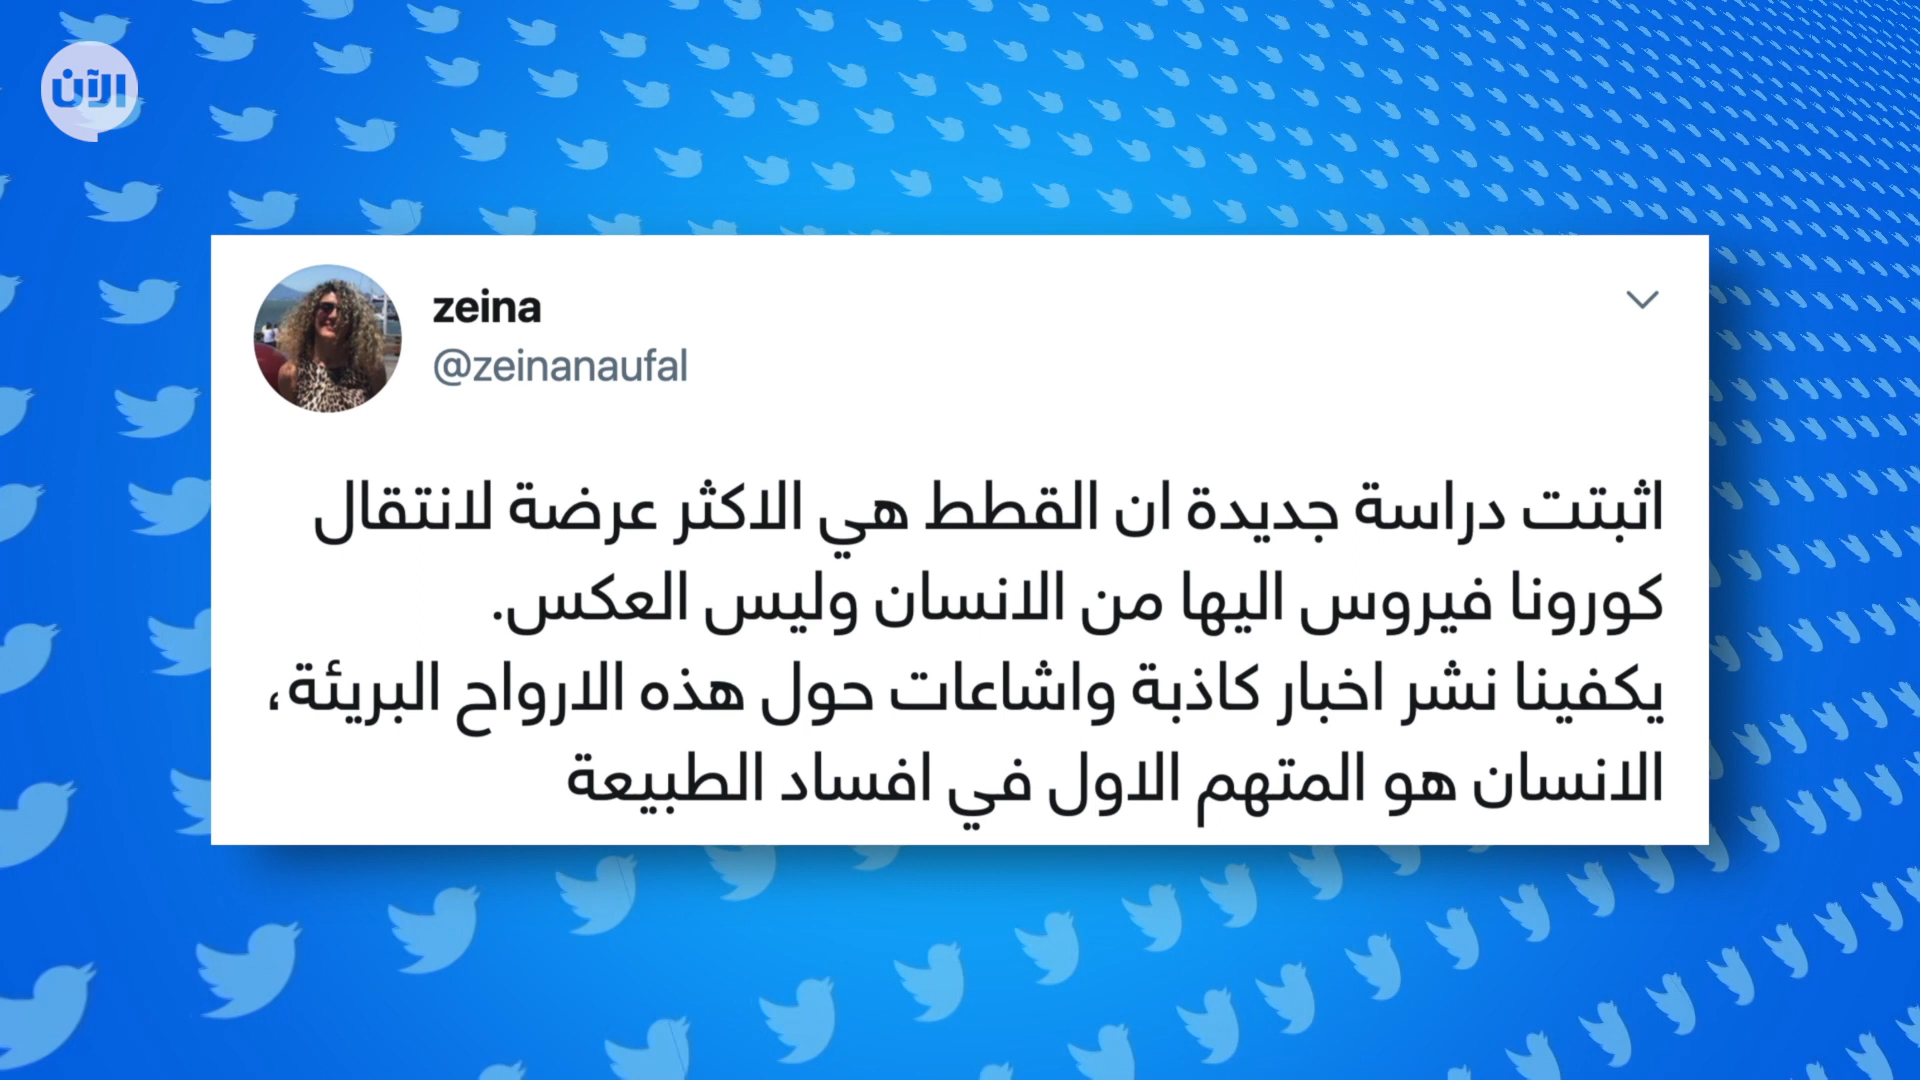 الآن
zeina
@zeinanaufal
اثبتت دراسة جديدة ان القطط هي الاكثر عرضة لانتقال
كورونا فيروس اليها من الانسان وليس العكس.
يكفينا نشر اخبار كاذبة واشاعات حول هذه الارواح البريئة،
الانسان هو المتهم الاول في افساد الطبيعة